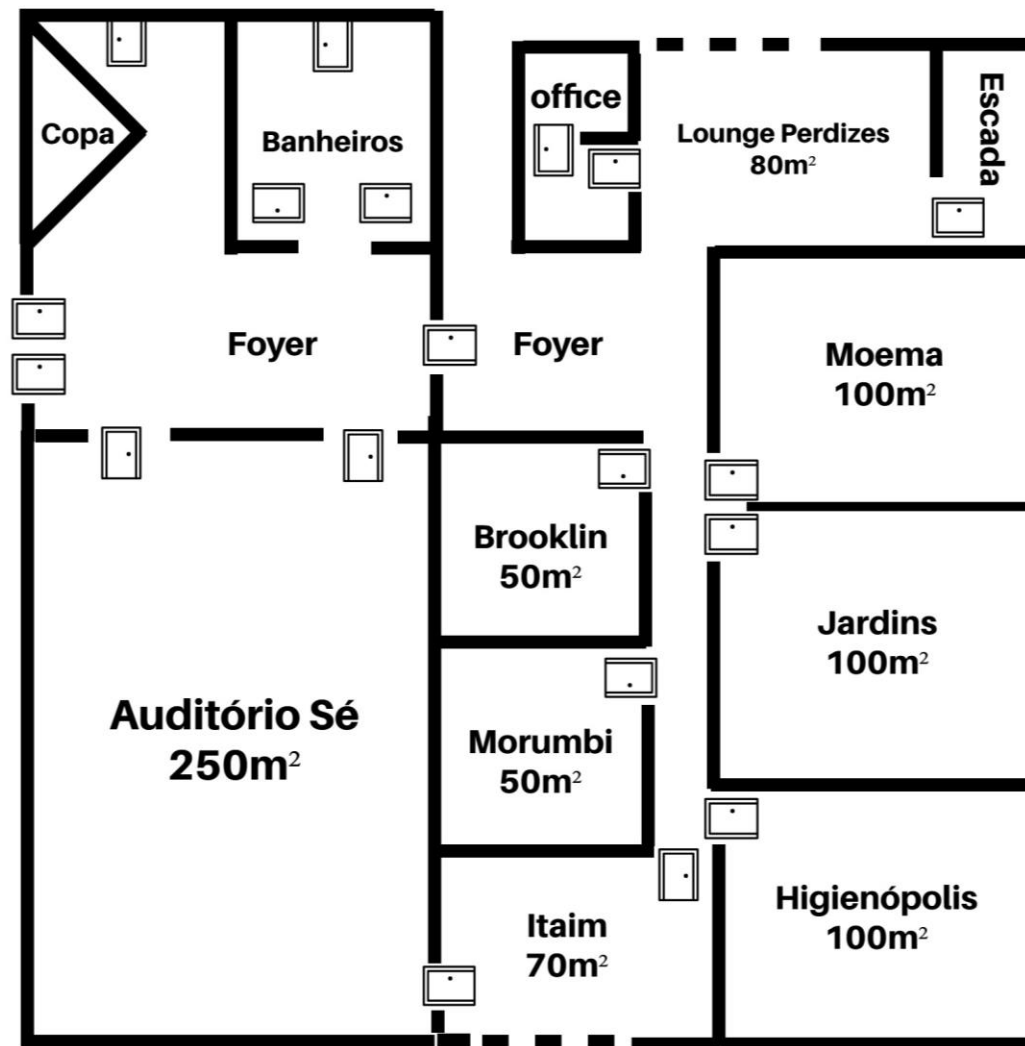 Copa
Banheiros
office
Lounge Perdizes
80m²
Escada
Foyer
Foyer
Moema
100m²
Brooklin
50m²
Jardins
100m²
Auditório Sé
250m²
Morumbi
50m²
Itaim
70m²
Higienópolis
100m²